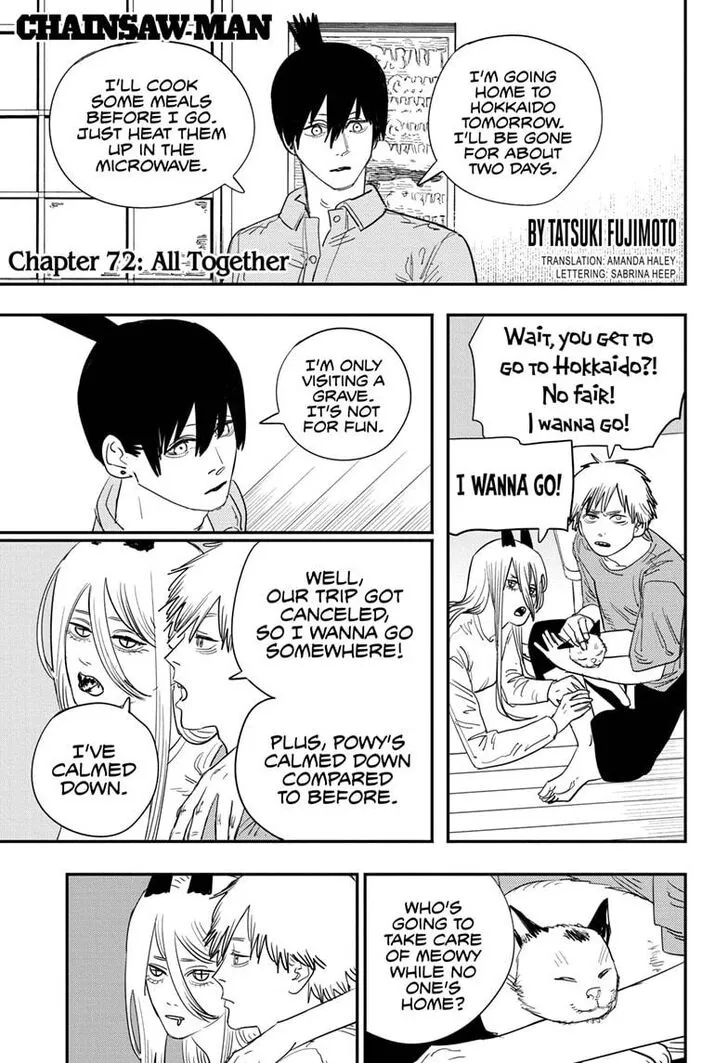 CHAINSAW MAN
I'M GOING
HOME TO
HOKKAIDO
TOMORROW.
I'LL BE GONE
FOR ABOUT
TWO DAYS.
I'LL COOK
SOME MEALS
BEFORE I GO.
JUST HEAT THEM
UP IN THE
MICROWAVE.
BY TATSUKI FUJIMOTO
TRANSLATION: AMANDA HALEY
LETTERING: SABRINA HEEP
Chapter 72: All Together
Wait, you get to
go to Hokkaido?!
No fair!
I wanna go!
I WANNA GO!
I'M ONLY
VISITING A
GRAVE.
IT'S NOT
FOR FUN.
WELL,
OUR TRIP GOT
CANCELED,
SO I WANNA GO
SOMEWHERE!
PLUS, POWY'S
CALMED DOWN
COMPARED
TO BEFORE.
I'VE
CALMED
DOWN.
WHO'S
GOING TO
TAKE CARE
OF MEOWY
WHILE NO
ONE'S
HOME?